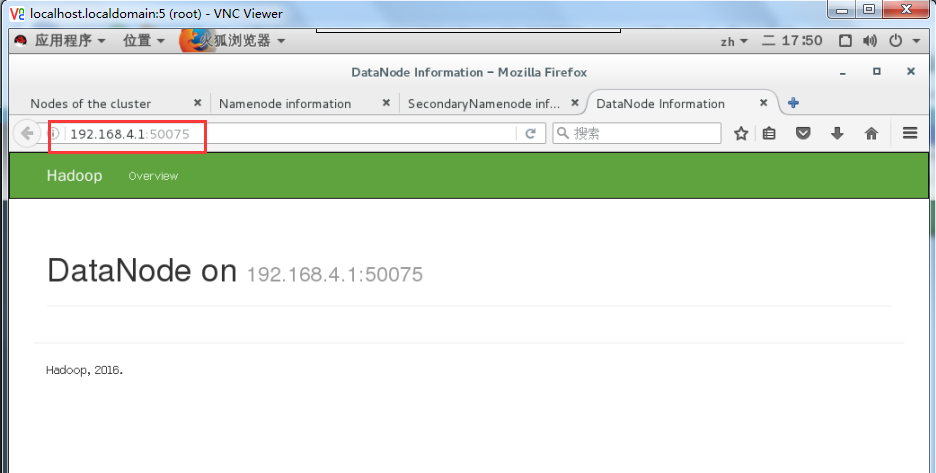 localhost.localdomain:5 (root) - VNC Viewer
应用程序 位置 火狐浏览器 zh 二 17:50
DataNode Information - Mozilla Firefox
Nodes of the cluster Namenode information SecondaryNamenode inf... DataNode Information
192.168.4.1:50075 搜索
Hadoop Overview
DataNode on 192.168.4.1:50075
Hadoop, 2016.